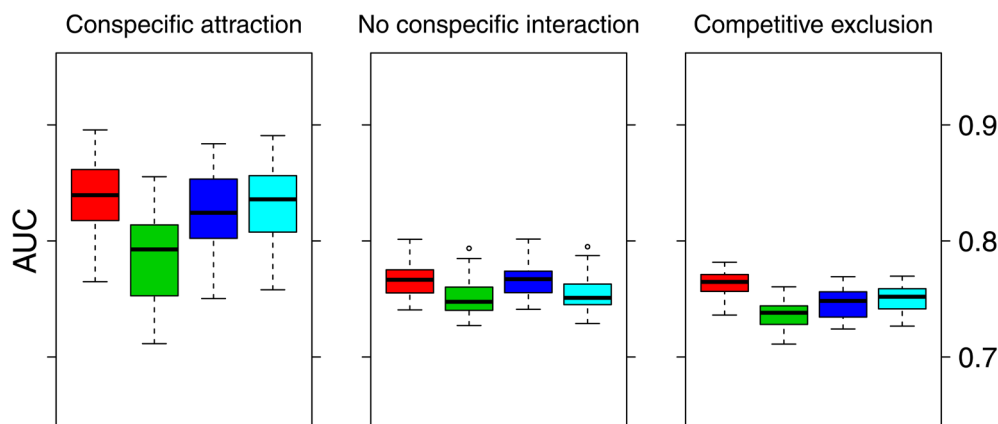 Conspecific attraction
No conspecific interaction
Competitive exclusion
AUC
0.9
0.8
0.7